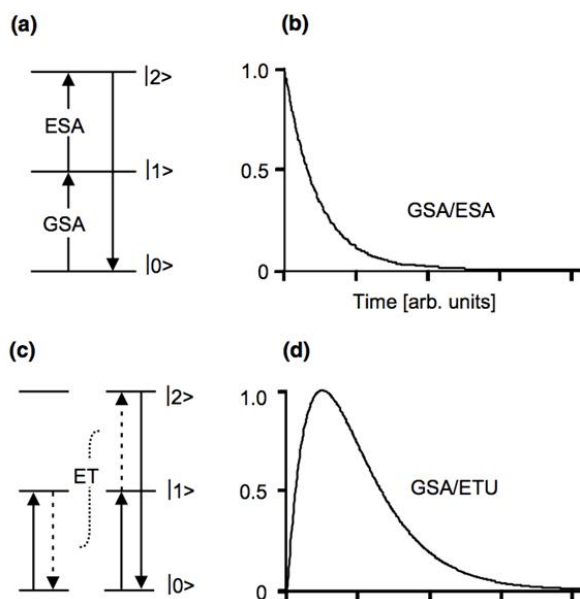 (a)
|2>
ESA
|1>
GSA
|0>
(b)
1.0
0.5
GSA/ESA
0
Time [arb. units]
(c)
|2>
ET
|1>
|0>
(d)
1.0
0.5
GSA/ETU
0